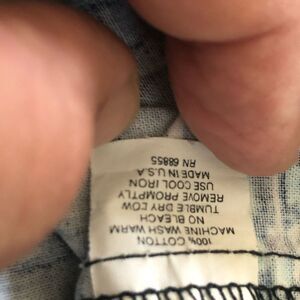 100% COTTON
MACHINE WASH WARM
NO BLEACH
TUMBLE DRY LOW
REMOVE PROMPTLY
USE COOL IRON
MADE IN U.S.A
RN 68855